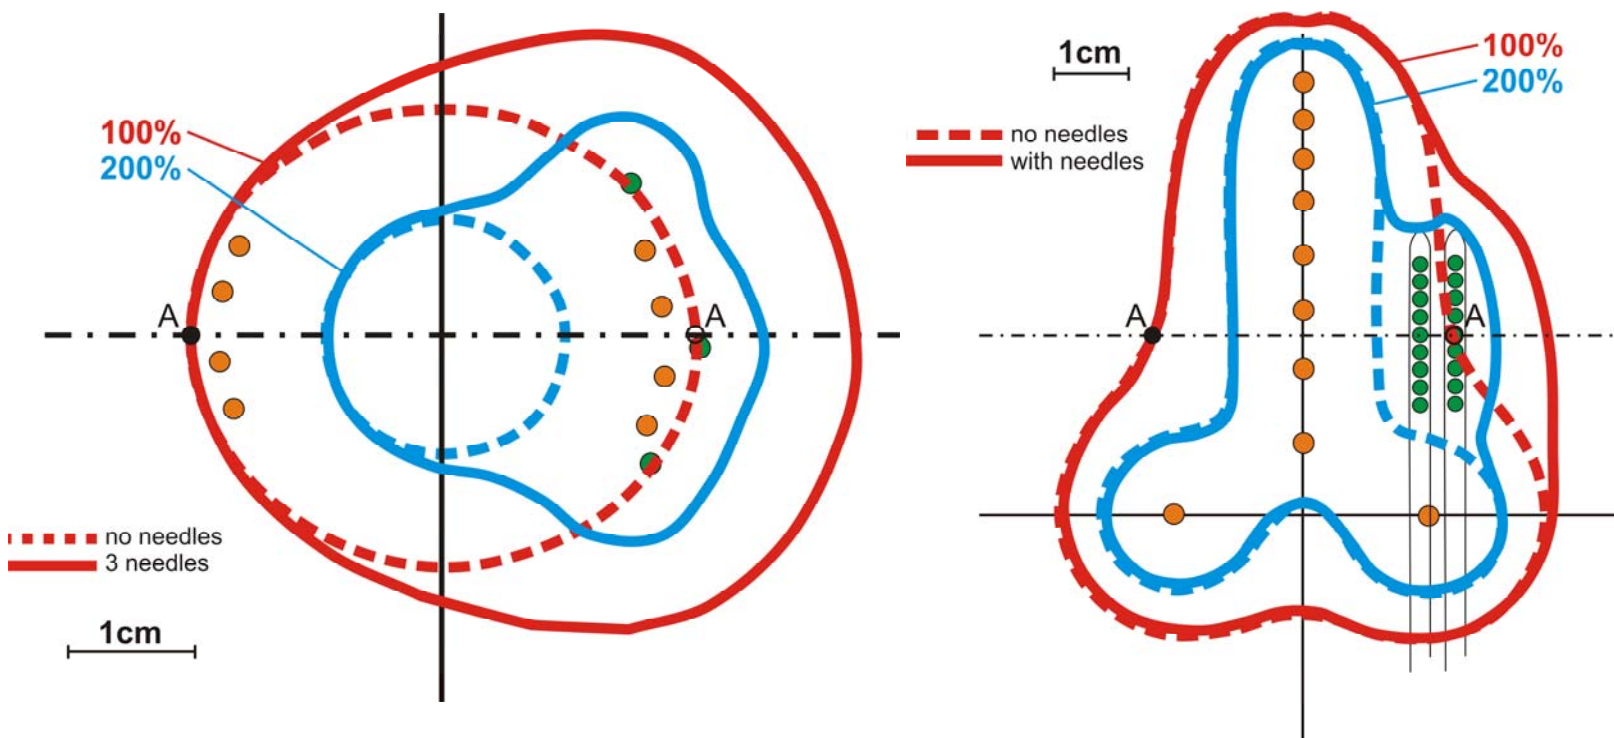 100%
200%
A
A
no needles
3 needles
1cm
1cm
100%
200%
no needles
with needles
A
A